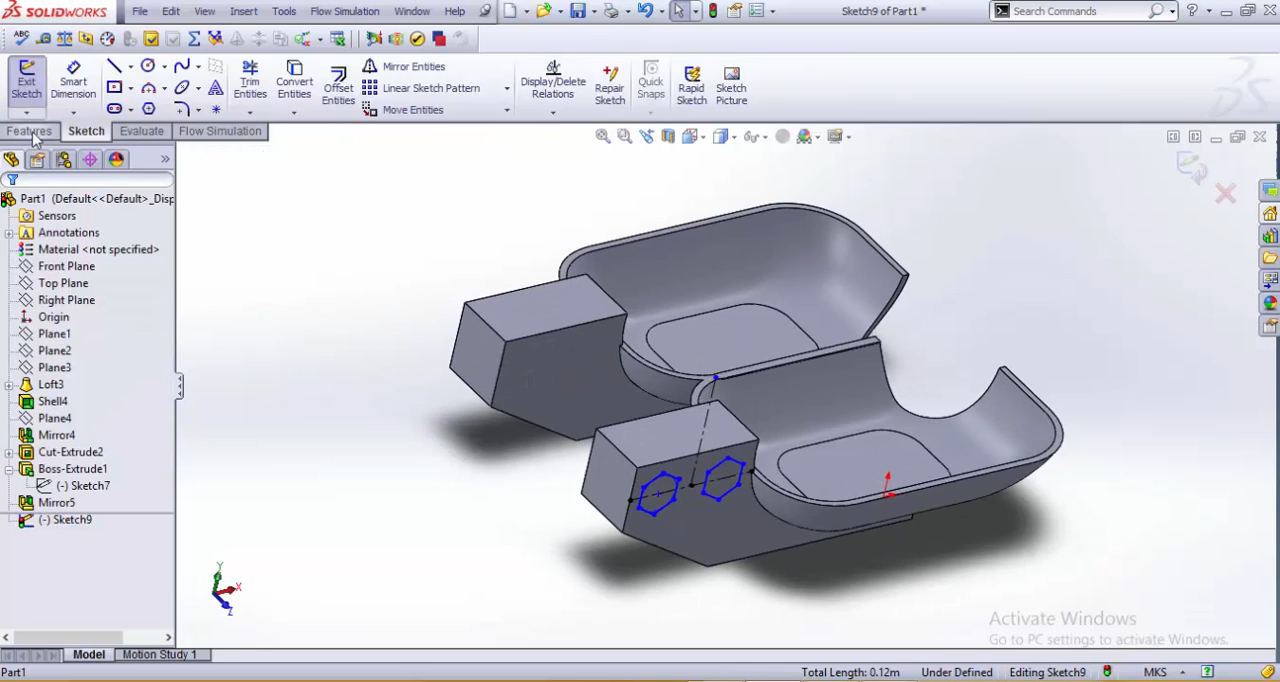 SOLIDWORKS File Edit View Insert Tools Flow Simulation Window Help Sketch9 of Part1 * Search Commands
Exit Sketch
Smart Dimension
Trim Entities
Convert Entities
Offset Entities
Mirror Entities
Linear Sketch Pattern
Move Entities
Display/Delete Relations
Repair Sketch
Quick Snaps
Rapid Sketch
Sketch Picture
Features Sketch Evaluate Flow Simulation
Part1 (Default<<Default>_Disp
Sensors
Annotations
Material <not specified>
Front Plane
Top Plane
Right Plane
Origin
Plane1
Plane2
Plane3
Loft3
Shell4
Plane4
Mirror4
Cut-Extrude2
Boss-Extrude1
(-) Sketch7
Mirror5
(-) Sketch9
Y
X
Z
Activate Windows
Go to PC settings to activate Windows.
Model Motion Study 1
Part1 Total Length: 0.12m Under Defined Editing Sketch9 MKS